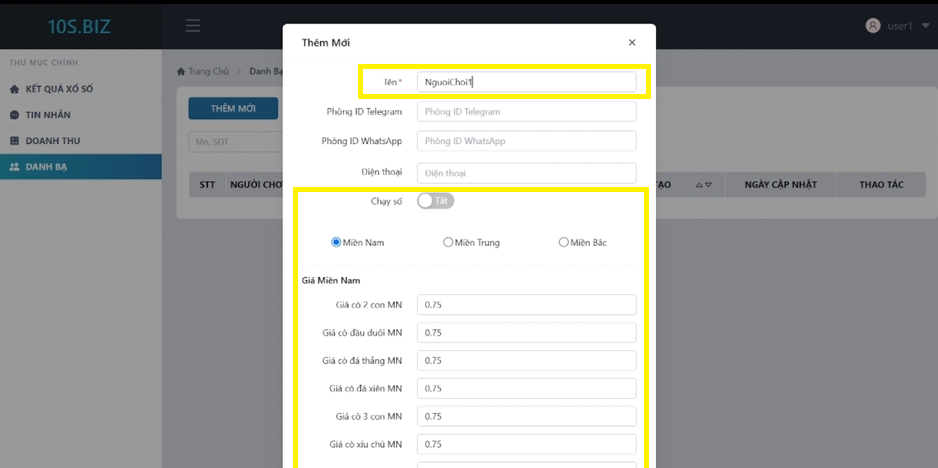 10S.BIZ
user1
THƯ MỤC CHÍNH
KẾT QUẢ XỔ SỐ
TIN NHẮN
DOANH THU
DANH BẠ
Trang Chủ > Danh Bạ
THÊM MỚI
Tên, SĐT
STT NGƯỜI CHƠI
NGÀY CẬP NHẬT THAO TÁC
Thêm Mới ×
Tên * NguoiChoi1
Phòng ID Telegram Phòng ID Telegram
Phòng ID WhatsApp Phòng ID WhatsApp
Điện thoại Điện thoại
Chạy số Tắt
Miền Nam Miền Trung Miền Bắc
Giá Miền Nam
Giá cò 2 con MN 0.75
Giá cò đầu đuôi MN 0.75
Giá cò đá thẳng MN 0.75
Giá cò đá xiên MN 0.75
Giá cò 3 con MN 0.75
Giá cò xỉu chủ MN 0.75